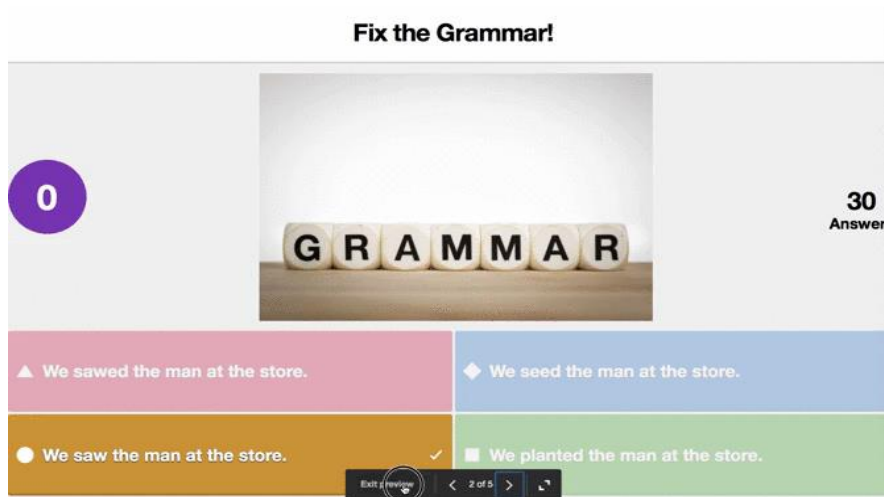 Fix the Grammar!
0
GRAMMAR
30
Answer
We sawed the man at the store.
We seed the man at the store.
We saw the man at the store.
We planted the man at the store.
Exit preview
2 of 5